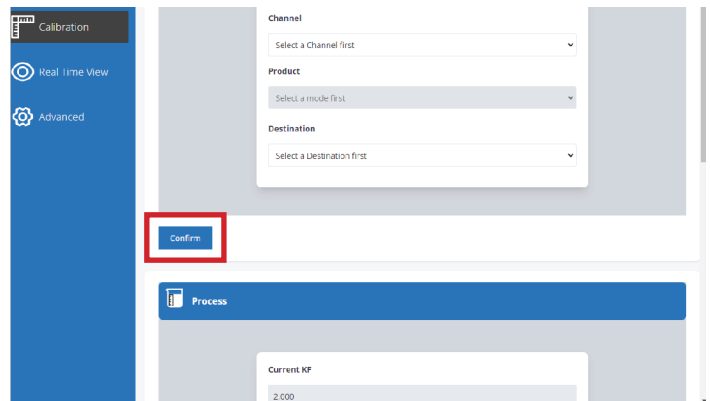 Calibration
Real Time View
Advanced
Channel
Select a Channel first
Product
Select a mode first
Destination
Select a Destination first
Confirm
Process
Current KF
2.000